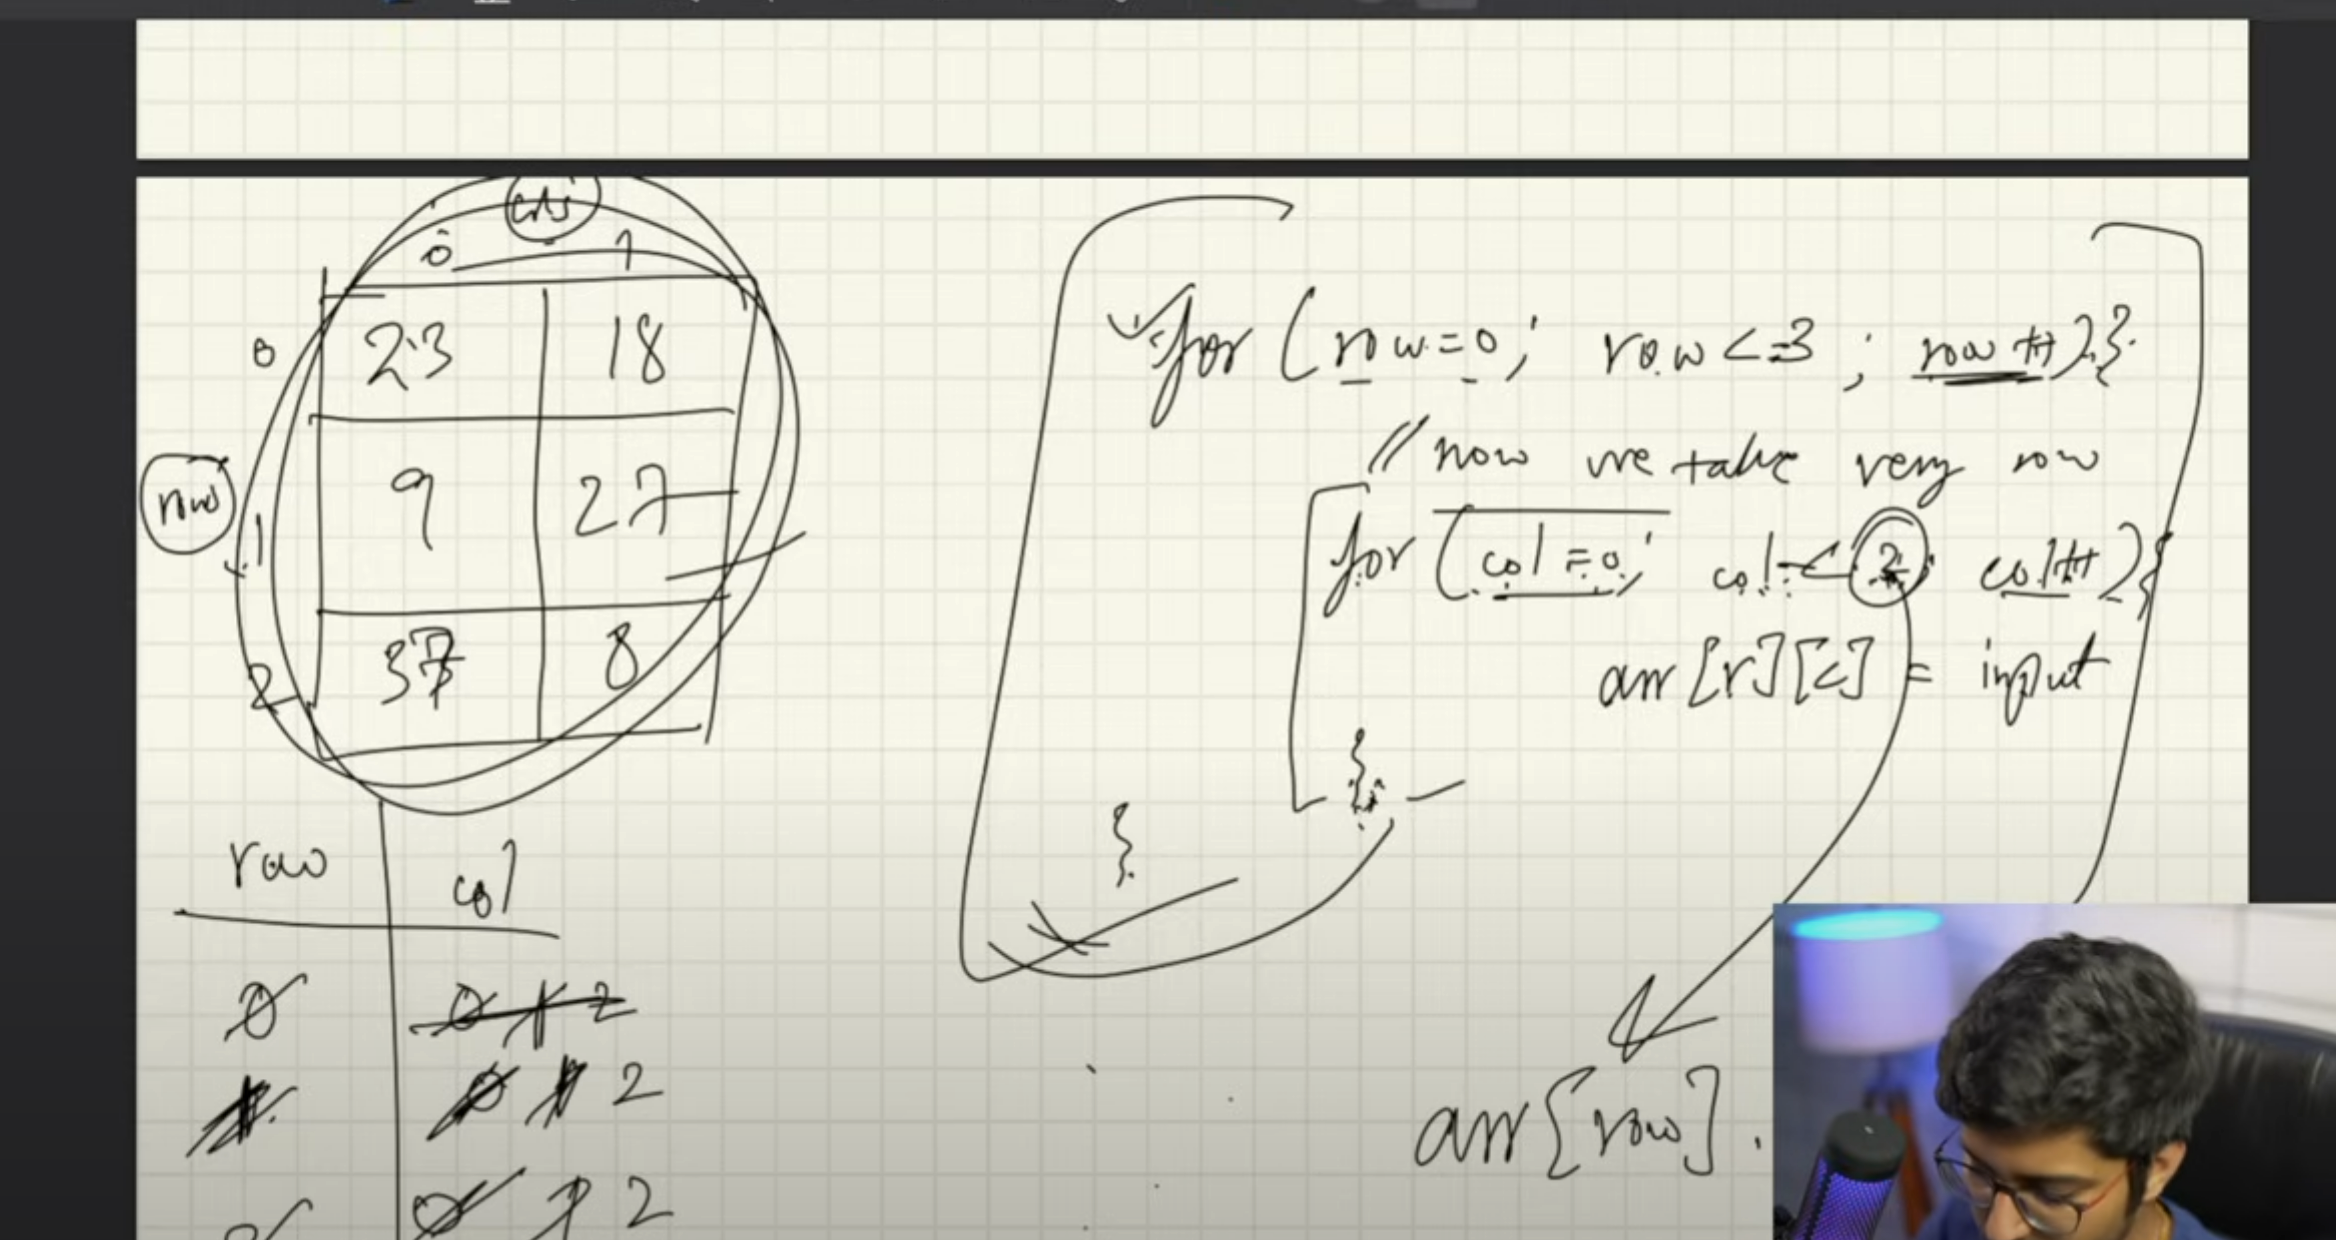 cols
0 1
0 23 18
rows
1 9 27
2 37 8
for (row=0; row<=3 ; row++){
// now we take very row
for (col=0; col<2; col++){
arr[r][c] = input
}
}
row col
0 0 1 2
1 0 1 2
2 0 1 2
arr[row].